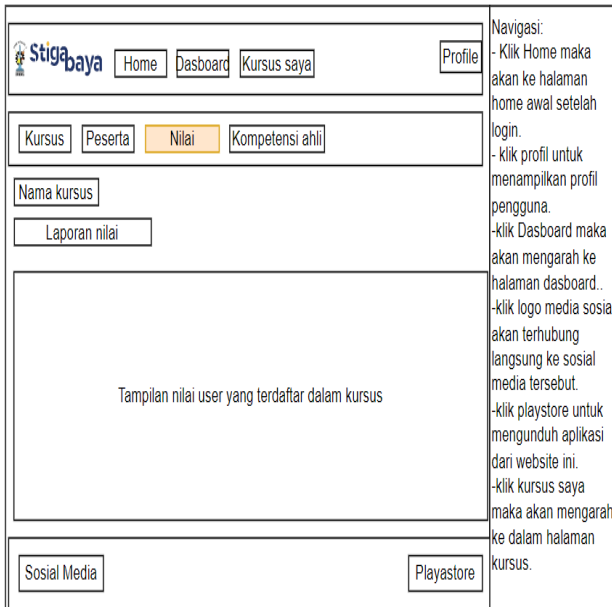 Stigabaya
Home Dasboard Kursus saya Profile
Kursus Peserta Nilai Kompetensi ahli
Nama kursus
Laporan nilai
Tampilan nilai user yang terdaftar dalam kursus
Sosial Media Playastore
Navigasi:
- Klik Home maka
akan ke halaman
home awal setelah
login.
- klik profil untuk
menampilkan profil
pengguna.
-klik Dasboard maka
akan mengarah ke
halaman dasboard..
-klik logo media sosia
akan terhubung
langsung ke sosial
media tersebut.
-klik playstore untuk
mengunduh aplikasi
dari website ini.
-klik kursus saya
maka akan mengarah
ke dalam halaman
kursus.